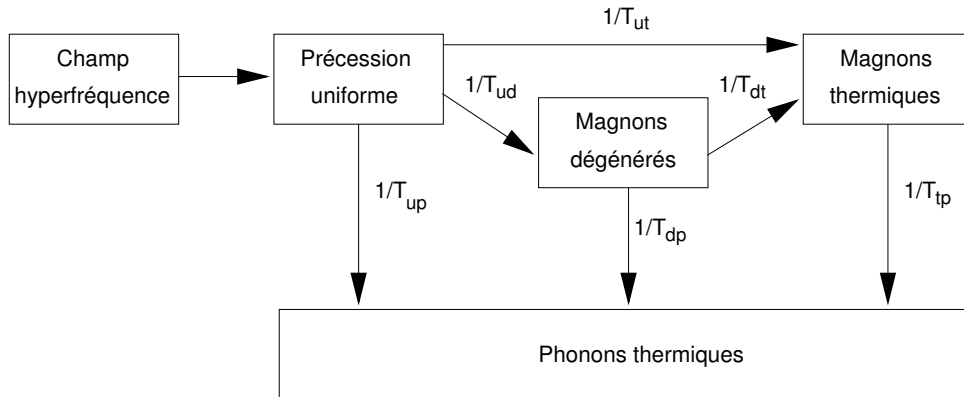 1/T_ut
Champ
hyperfréquence
Précession
uniforme
Magnons
thermiques
1/T_ud
1/T_dt
Magnons
dégénérés
1/T_up
1/T_dp
1/T_tp
Phonons thermiques